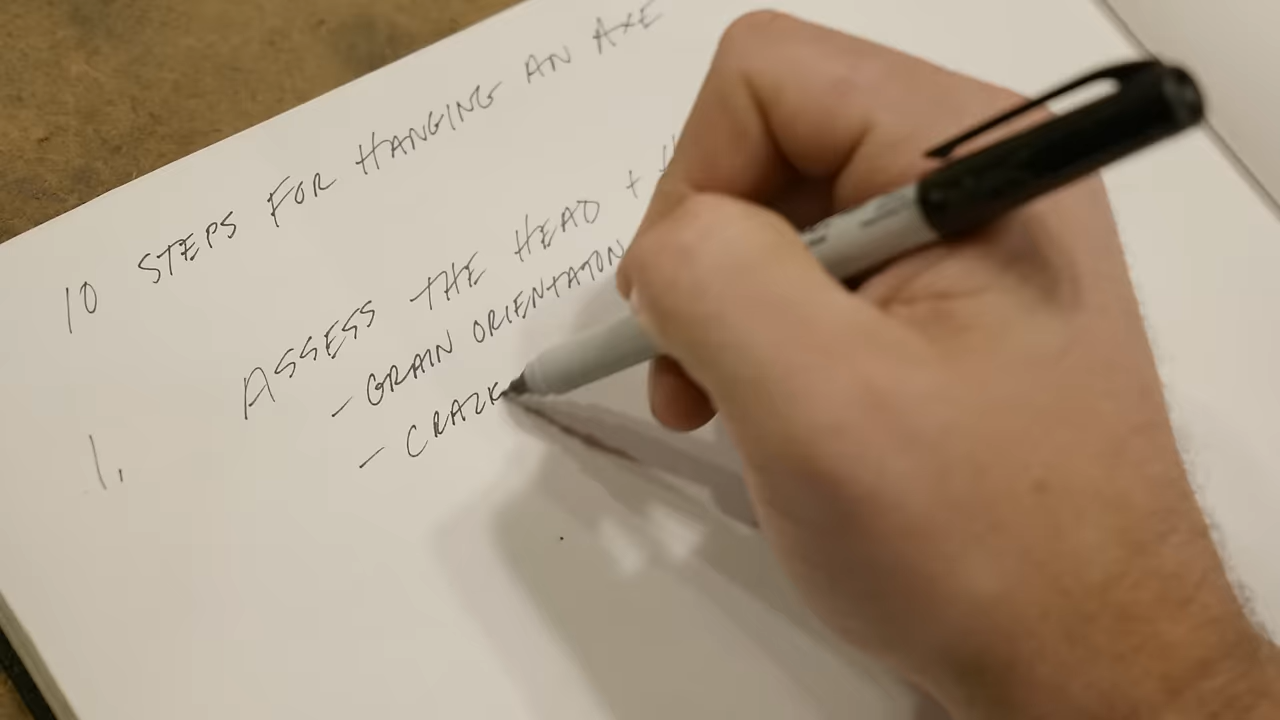 10 STEPS FOR HANGING AN AXE
1. ASSESS THE HEAD +
- GRAIN ORIENTATON
- CRACK